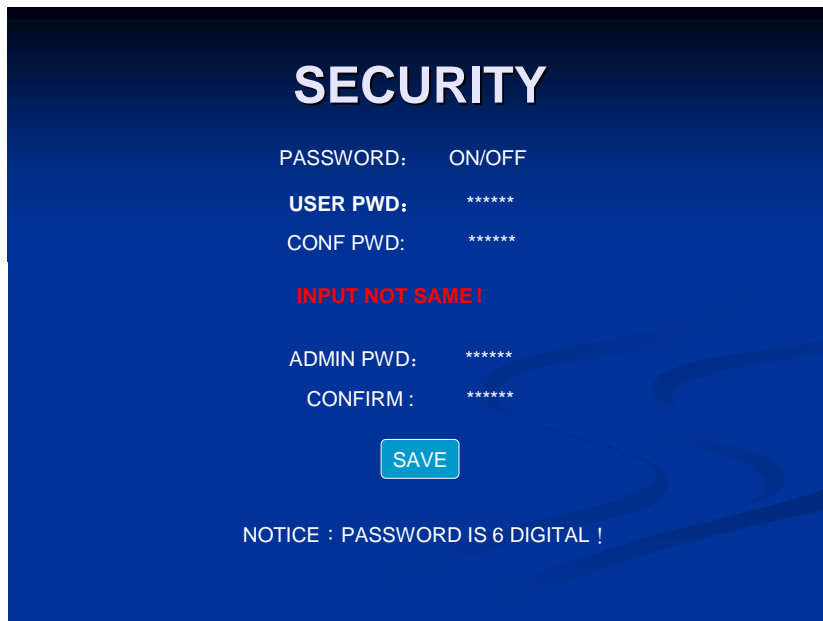 SECURITY
PASSWORD： ON/OFF
USER PWD： ******
CONF PWD: ******
INPUT NOT SAME！
ADMIN PWD： ******
CONFIRM : ******
SAVE
NOTICE：PASSWORD IS 6 DIGITAL！